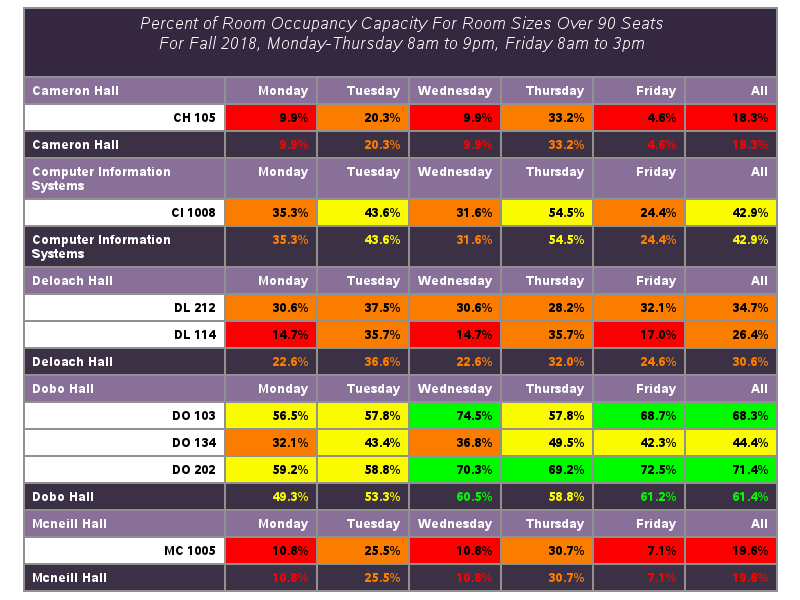 Percent of Room Occupancy Capacity For Room Sizes Over 90 Seats
For Fall 2018, Monday-Thursday 8am to 9pm, Friday 8am to 3pm
Cameron Hall Monday Tuesday Wednesday Thursday Friday All
CH 105 9.9% 20.3% 9.9% 33.2% 4.6% 18.3%
Cameron Hall 9.9% 20.3% 9.9% 33.2% 4.6% 18.3%
Computer Information Monday Tuesday Wednesday Thursday Friday All
Systems
CI 1008 35.3% 43.6% 31.6% 54.5% 24.4% 42.9%
Computer Information 35.3% 43.6% 31.6% 54.5% 24.4% 42.9%
Systems
Deloach Hall Monday Tuesday Wednesday Thursday Friday All
DL 212 30.6% 37.5% 30.6% 28.2% 32.1% 34.7%
DL 114 14.7% 35.7% 14.7% 35.7% 17.0% 26.4%
Deloach Hall 22.6% 36.6% 22.6% 32.0% 24.6% 30.6%
Dobo Hall Monday Tuesday Wednesday Thursday Friday All
DO 103 56.5% 57.8% 74.5% 57.8% 68.7% 68.3%
DO 134 32.1% 43.4% 36.8% 49.5% 42.3% 44.4%
DO 202 59.2% 58.8% 70.3% 69.2% 72.5% 71.4%
Dobo Hall 49.3% 53.3% 60.5% 58.8% 61.2% 61.4%
Mcneill Hall Monday Tuesday Wednesday Thursday Friday All
MC 1005 10.8% 25.5% 10.8% 30.7% 7.1% 19.6%
Mcneill Hall 10.8% 25.5% 10.8% 30.7% 7.1% 19.6%